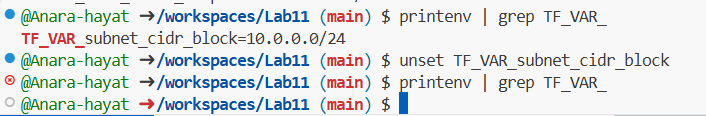 @Anara-hayat ➜/workspaces/Lab11 (main) $ printenv | grep TF_VAR_
TF_VAR_subnet_cidr_block=10.0.0.0/24
@Anara-hayat ➜/workspaces/Lab11 (main) $ unset TF_VAR_subnet_cidr_block
@Anara-hayat ➜/workspaces/Lab11 (main) $ printenv | grep TF_VAR_
@Anara-hayat ➜/workspaces/Lab11 (main) $